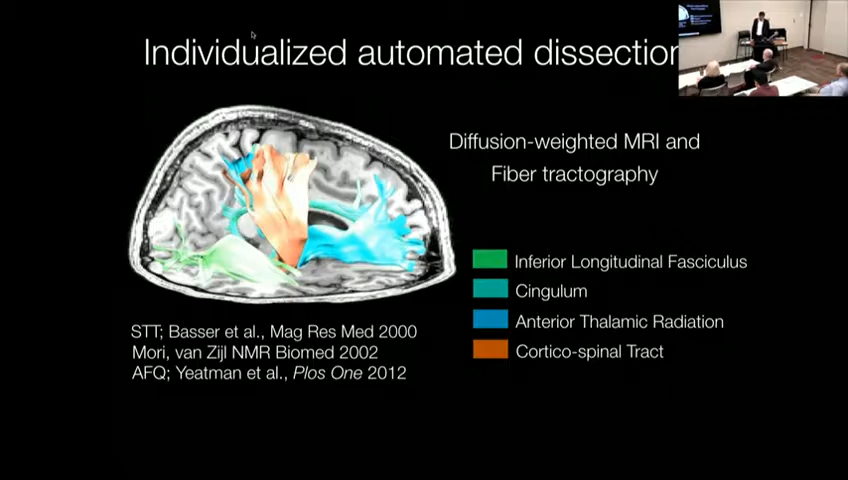 Individualized automated dissection
Diffusion-weighted MRI and
Fiber tractography
Inferior Longitudinal Fasciculus
Cingulum
Anterior Thalamic Radiation
Cortico-spinal Tract
STT; Basser et al., Mag Res Med 2000
Mori, van Zijl NMR Biomed 2002
AFQ; Yeatman et al., Plos One 2012